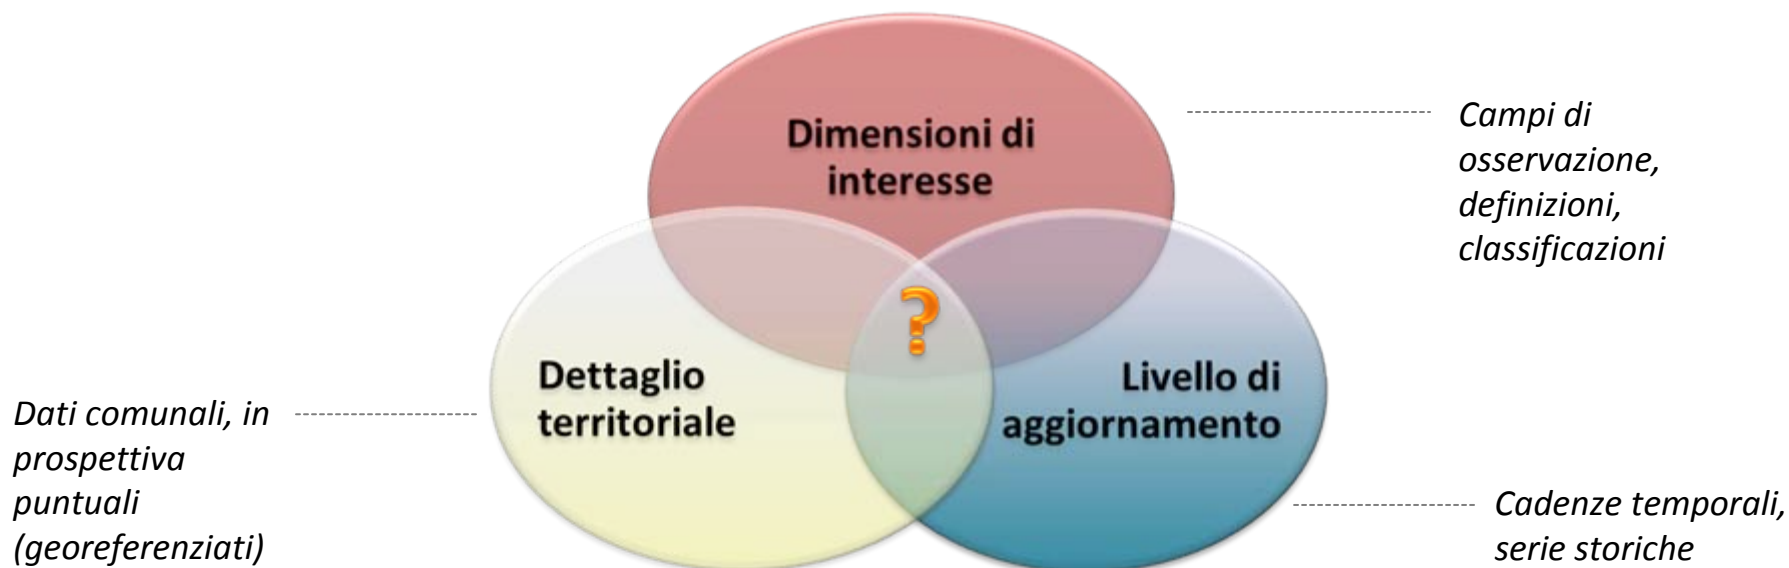 Dimensioni di
interesse
Campi di
osservazione,
definizioni,
classificazioni
?
Dettaglio
territoriale
Livello di
aggiornamento
Dati comunali, in
prospettiva
puntuali
(georeferenziati)
Cadenze temporali,
serie storiche